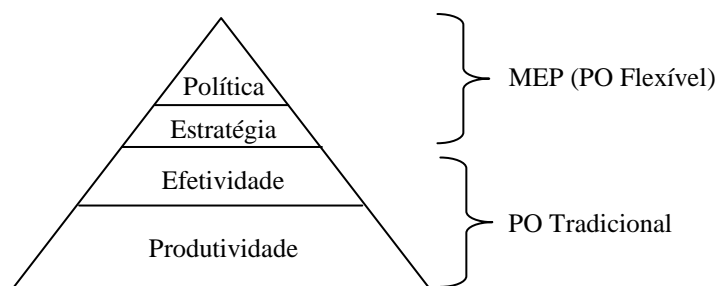 Política
MEP (PO Flexível)
Estratégia
Efetividade
PO Tradicional
Produtividade